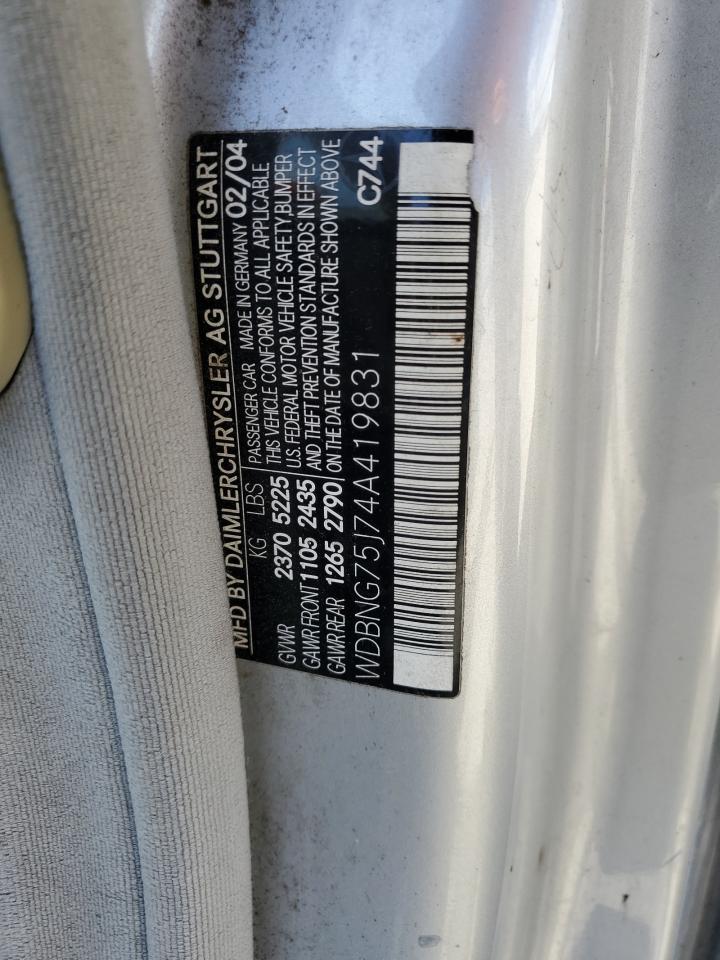 MFD BY DAIMLERCHRYSLER AG STUTTGART
KG LBS PASSENGER CAR MADE IN GERMANY 02/04
GVWR 2370 5225 THIS VEHICLE CONFORMS TO ALL APPLICABLE
U.S. FEDERAL MOTOR VEHICLE SAFETY, BUMPER
GAWR FRONT 1105 2435 AND THEFT PREVENTION STANDARDS IN EFFECT
GAWR REAR 1265 2790 ON THE DATE OF MANUFACTURE SHOWN ABOVE
WDBNG75J74A419831 C744